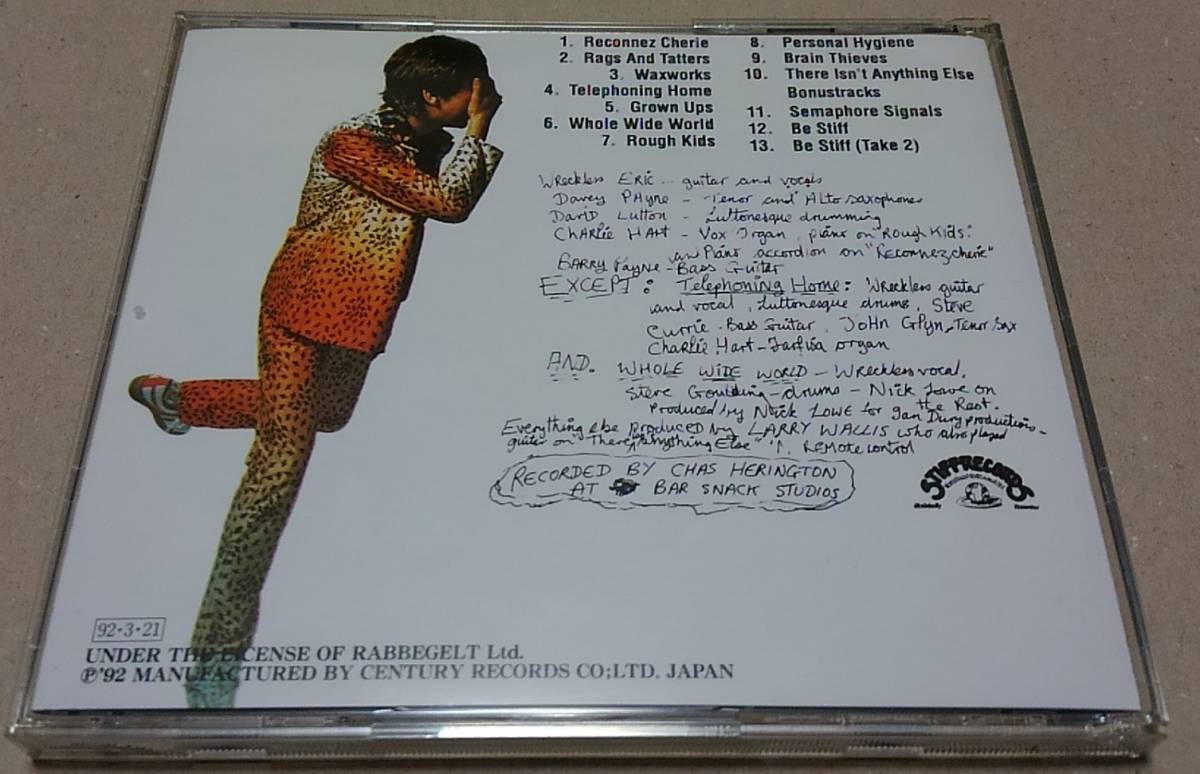 1. Reconnez Cherie
2. Rags And Tatters
3. Waxworks
4. Telephoning Home
5. Grown Ups
6. Whole Wide World
7. Rough Kids
8. Personal Hygiene
9. Brain Thieves
10. There Isn't Anything Else
Bonustracks
11. Semaphore Signals
12. Be Stiff
13. Be Stiff (Take 2)
Wreckless Eric - guitar and vocals
Davey Payne - Tenor and Alto saxophones
David Lutton - Luttonesque drumming
Charlie Hart - Vox Organ, piano on "Rough Kids"
and Piano accordion on "Reconnez cherie"
Barry Payne - Bass Guitar
EXCEPT: Telephoning Home: Wreckless guitar
and vocal, Luttonesque drums, Steve
Currie - Bass Guitar, John Glyn - Tenor Sax
Charlie Hart - Farfisa organ
AND. WHOLE WIDE WORLD - Wreckless vocal.
Steve Goulding - drums - Nick Lowe on
the Rest.
Produced by Nick Lowe for Ian Dury productions -
Everything else produced by LARRY WALLIS who also played
guitar on "There Isn't anything Else" Remote control
RECORDED BY CHAS HERINGTON
AT BAR SNACK STUDIOS
STIFF RECORDS
92·3·21
UNDER THE LICENSE OF RABBEGELT Ltd.
℗'92 MANUFACTURED BY CENTURY RECORDS CO;LTD. JAPAN